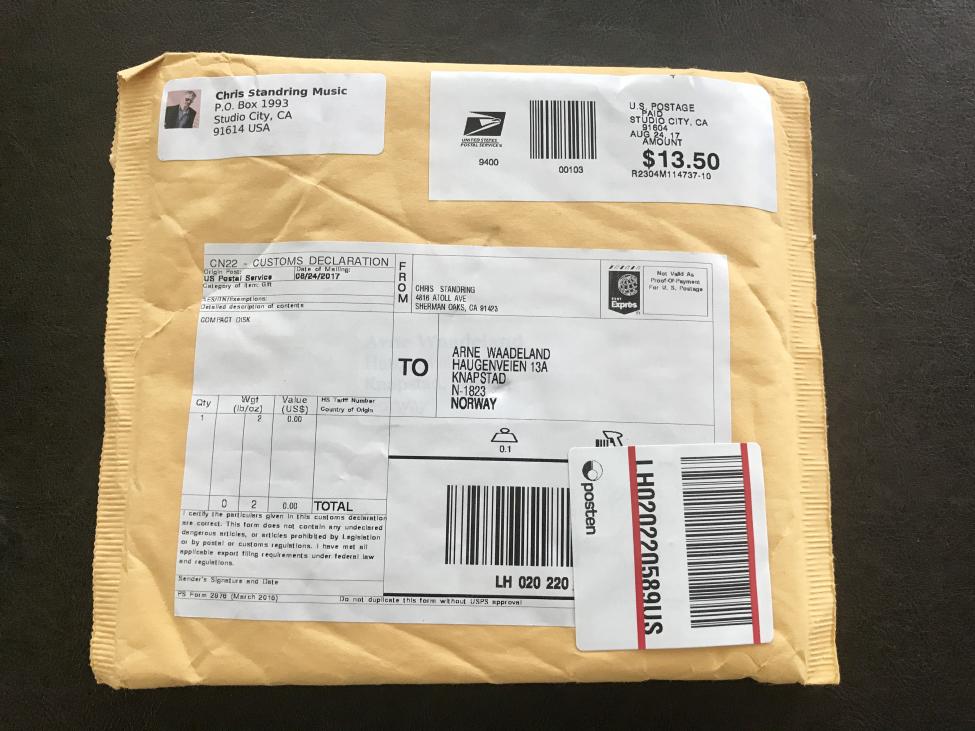 Chris Standring Music
P.O. Box 1993
Studio City, CA
91614 USA
UNITED STATES
POSTAL SERVICE®
9400
00103
U.S. POSTAGE
PAID
STUDIO CITY, CA
91604
AUG 24, 17
AMOUNT
$13.50
R2304M114737-10
CN22 - CUSTOMS DECLARATION
Origin Post:
US Postal Service
Date of Mailing:
08/24/2017
Category of Item: Gift
AES/ITN/Exemptions:
Detailed description of contents
COMPACT DISK
Qty
Wgt
(lb/oz)
Value
(US$)
HS Tariff Number
Country of Origin
1 2 0.00
0 2 0.00 TOTAL
I certify the particulars given in this customs declaration
are correct. This form does not contain any undeclared
dangerous articles, or articles prohibited by Legislation
or by postal or customs regulations. I have met all
applicable export filing requirements under federal law
and regulations.
Sender's Signature and Date
PS Form 2976 (March 2016)
Do not duplicate this form without USPS approval
FROM
CHRIS STANDRING
4816 ATOLL AVE
SHERMAN OAKS, CA 91423
Exprès
Not Valid As
Proof-Of-Payment
For U. S. Postage
TO
ARNE WAADELAND
HAUGENVEIEN 13A
KNAPSTAD
N-1823
NORWAY
0.1
LH 020 220
posten
LH020220589US